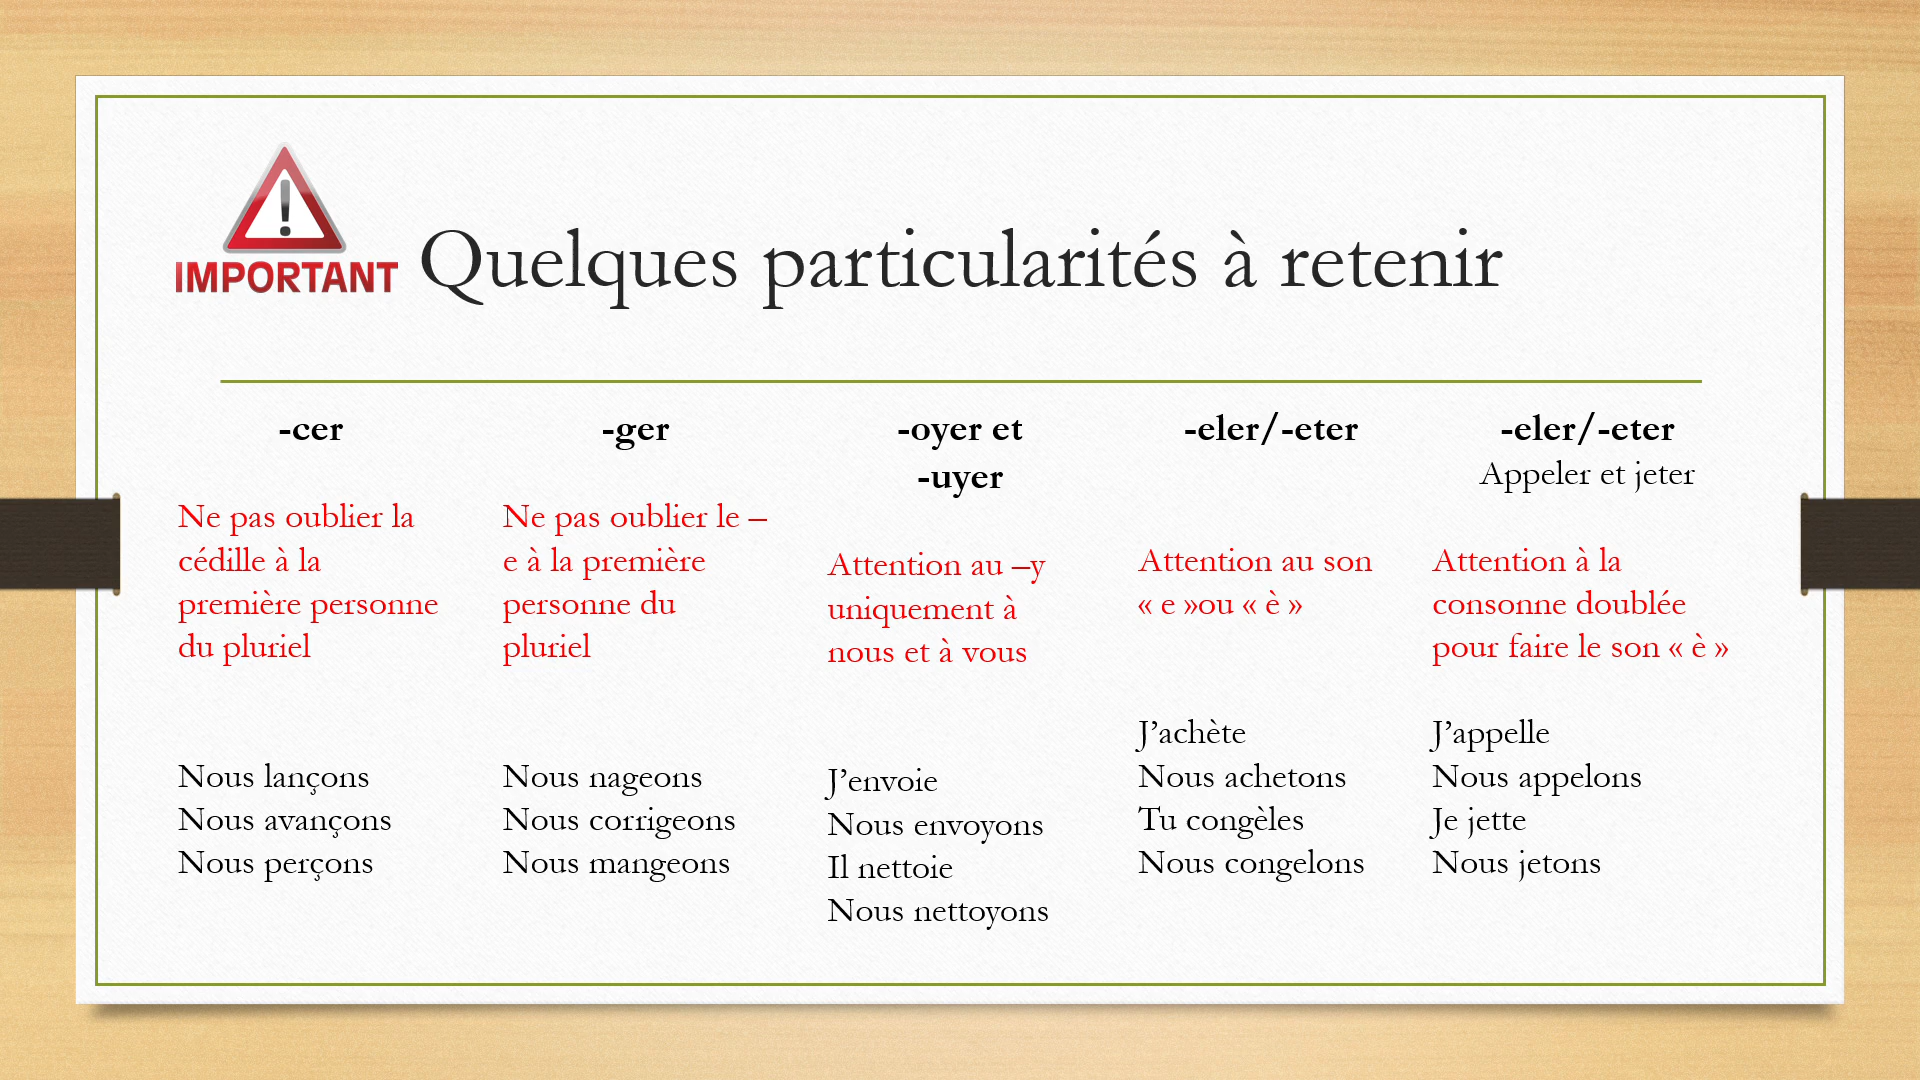 IMPORTANT
Quelques particularités à retenir
-cer
Ne pas oublier la
cédille à la
première personne
du pluriel
Nous lançons
Nous avançons
Nous perçons
-ger
Ne pas oublier le –
e à la première
personne du
pluriel
Nous nageons
Nous corrigeons
Nous mangeons
-oyer et
-uyer
Attention au –y
uniquement à
nous et à vous
J’envoie
Nous envoyons
Il nettoie
Nous nettoyons
-eler/-eter
Attention au son
« e »ou « è »
J’achète
Nous achetons
Tu congèles
Nous congelons
-eler/-eter
Appeler et jeter
Attention à la
consonne doublée
pour faire le son « è »
J’appelle
Nous appelons
Je jette
Nous jetons